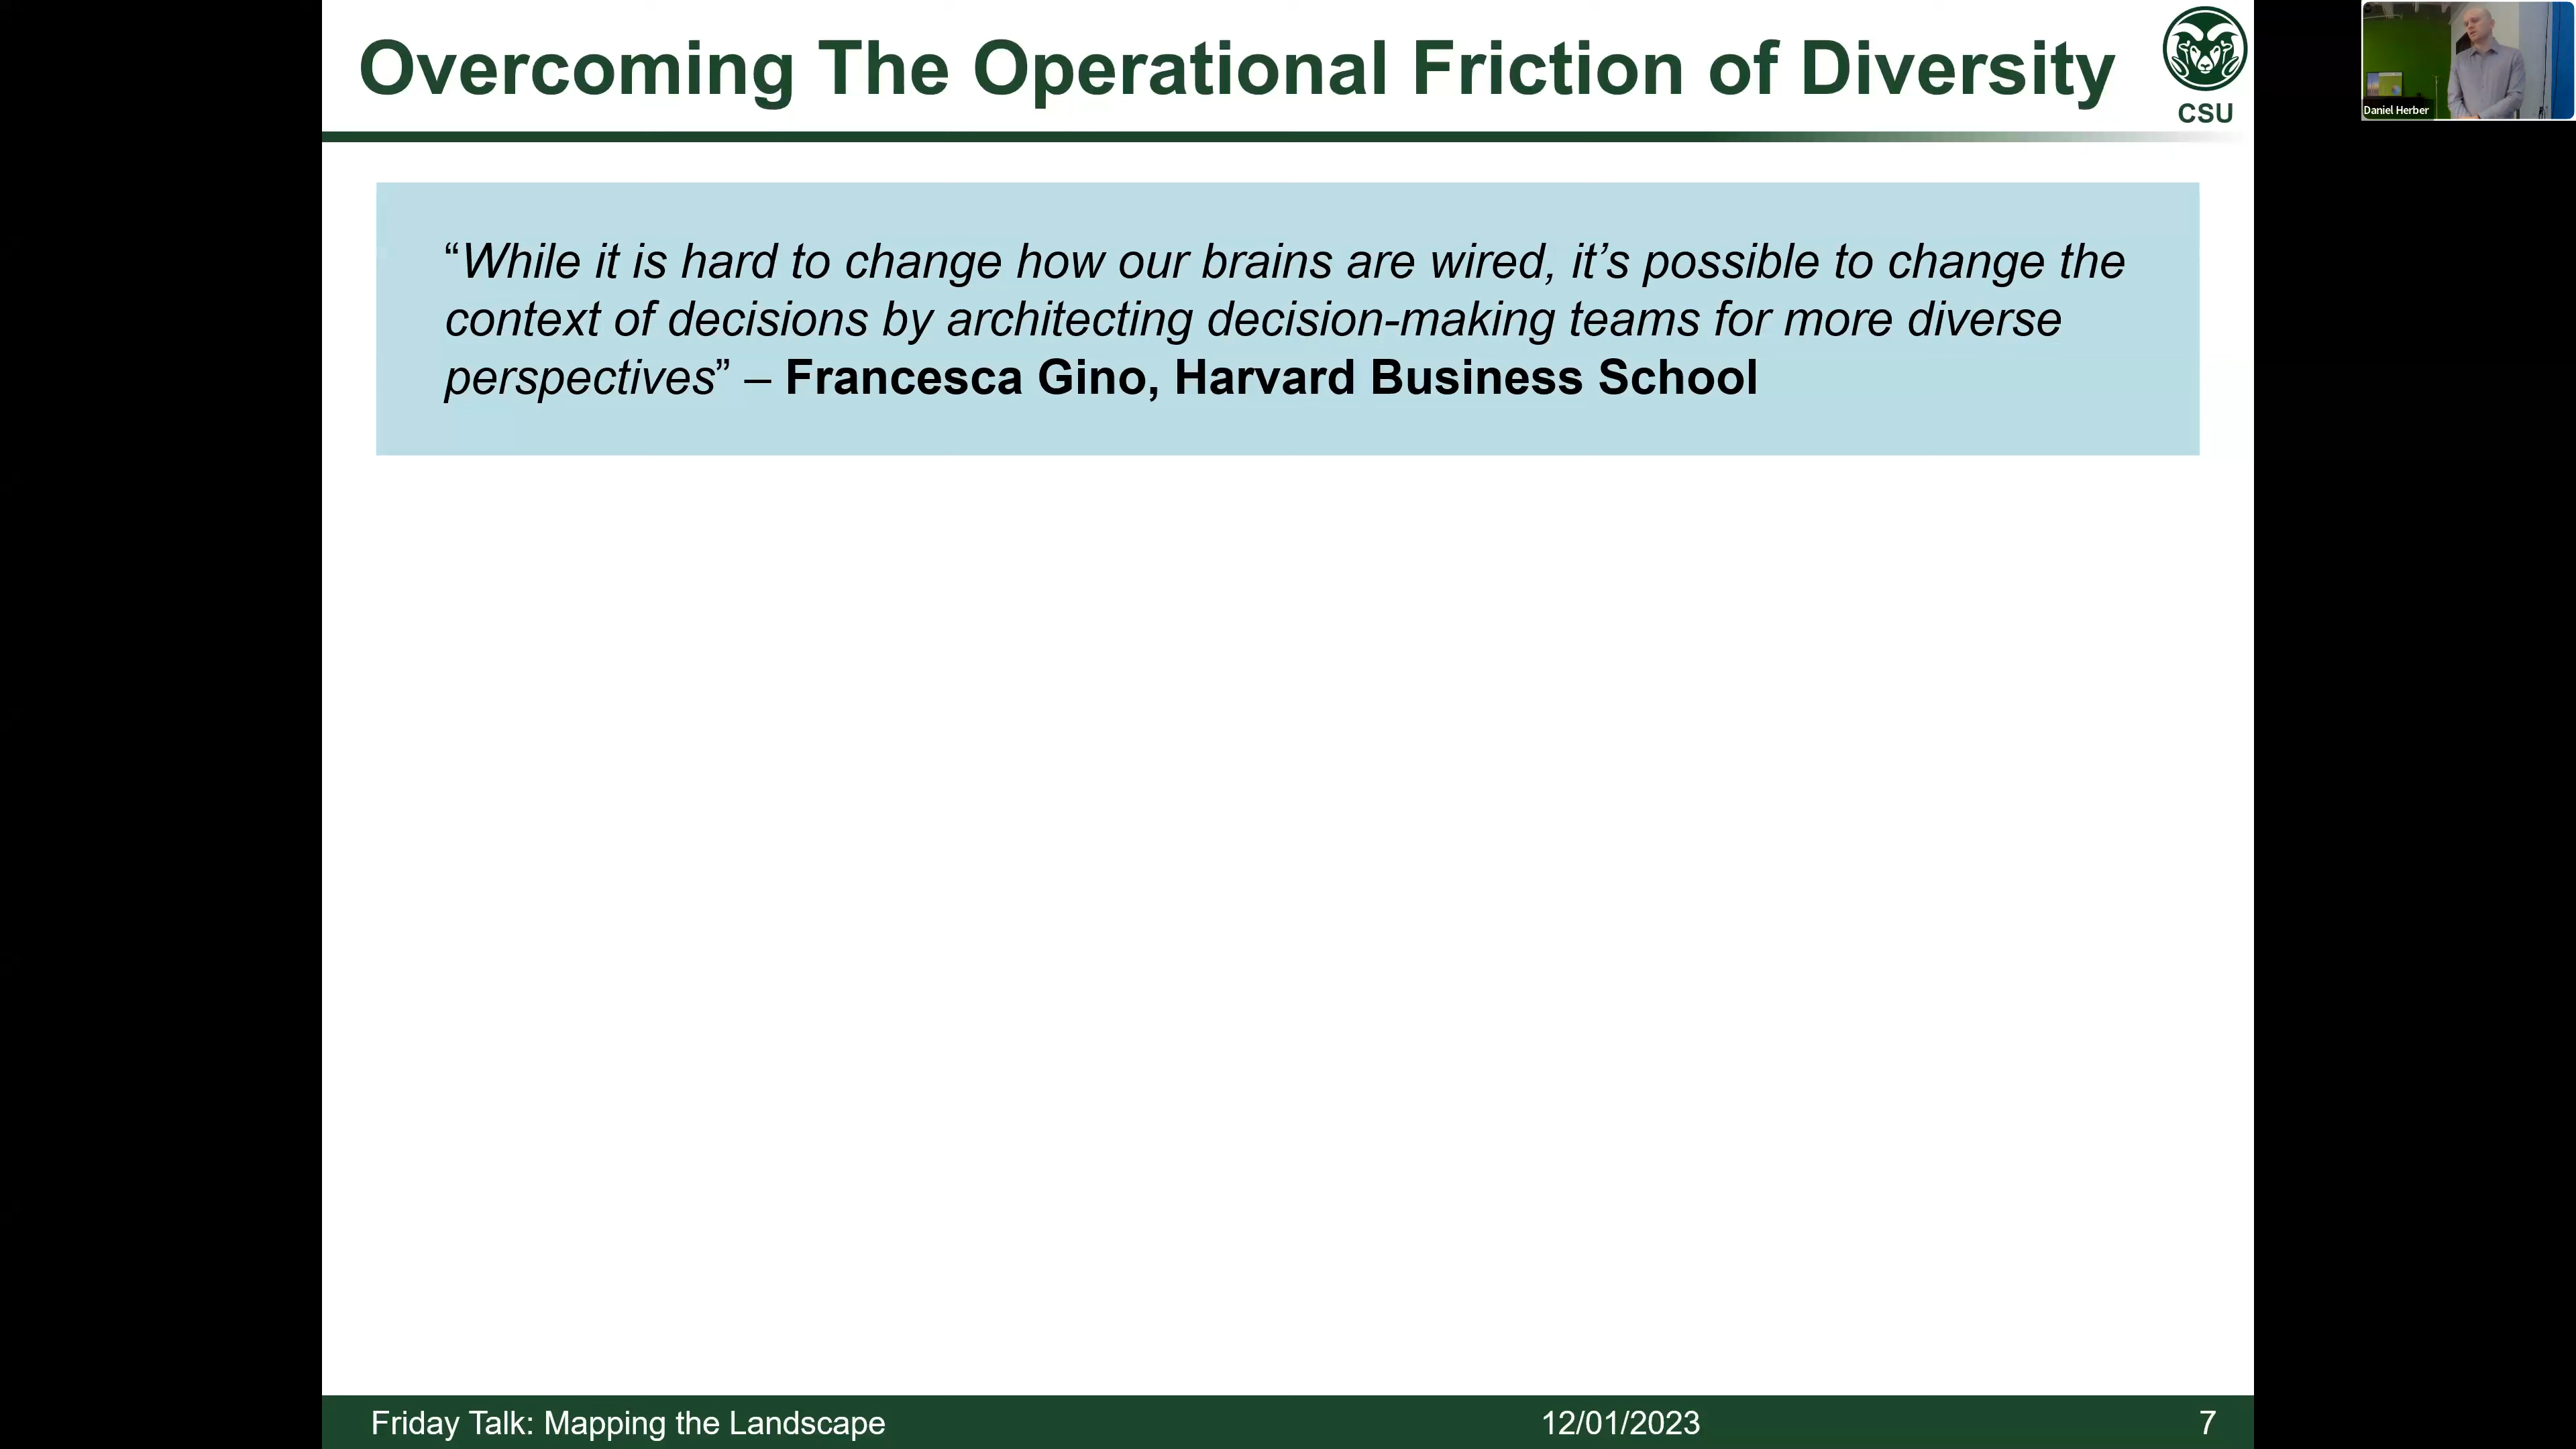 Overcoming The Operational Friction of Diversity
CSU
Daniel Herber
“While it is hard to change how our brains are wired, it’s possible to change the
context of decisions by architecting decision-making teams for more diverse
perspectives” – Francesca Gino, Harvard Business School
Friday Talk: Mapping the Landscape
12/01/2023
7